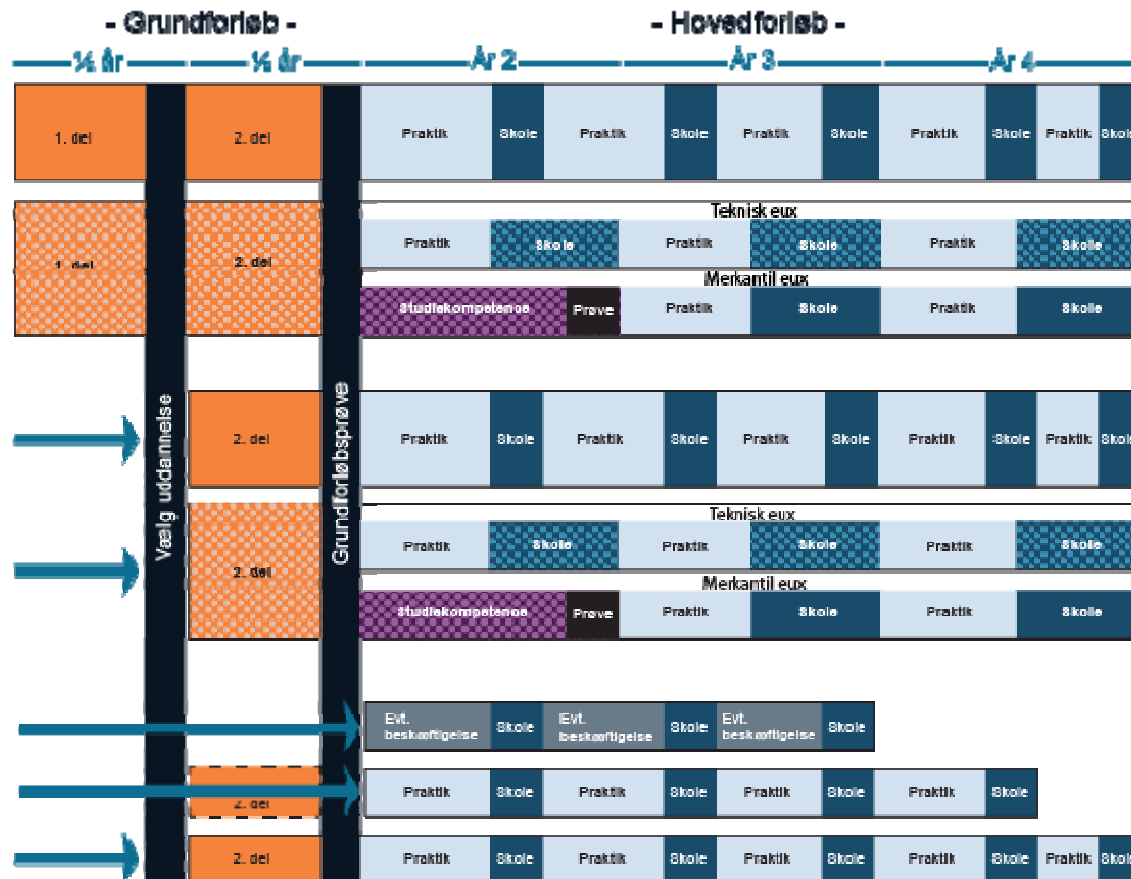 - Grundforløb -
- Hovedforløb -
½ år
½ år
År 2
År 3
År 4
1. del
2. del
Praktik
Skole
Praktik
Skole
Praktik
Skole
Praktik
Skole
Praktik
Skole
1. del
2. del
Teknisk eux
Praktik
Skole
Praktik
Skole
Praktik
Skole
Merkantil eux
Studiekompetence
Prøve
Praktik
Skole
Praktik
Skole
Vælg uddannelse
Grundforløbsprøve
2. del
Praktik
Skole
Praktik
Skole
Praktik
Skole
Praktik
Skole
Praktik
Skole
2. del
Teknisk eux
Praktik
Skole
Praktik
Skole
Praktik
Skole
Merkantil eux
Studiekompetence
Prøve
Praktik
Skole
Praktik
Skole
Evt.
beskæftigelse
Skole
Evt.
beskæftigelse
Skole
Evt.
beskæftigelse
Skole
2. del
Praktik
Skole
Praktik
Skole
Praktik
Skole
Praktik
Skole
2. del
Praktik
Skole
Praktik
Skole
Praktik
Skole
Praktik
Skole
Praktik
Skole